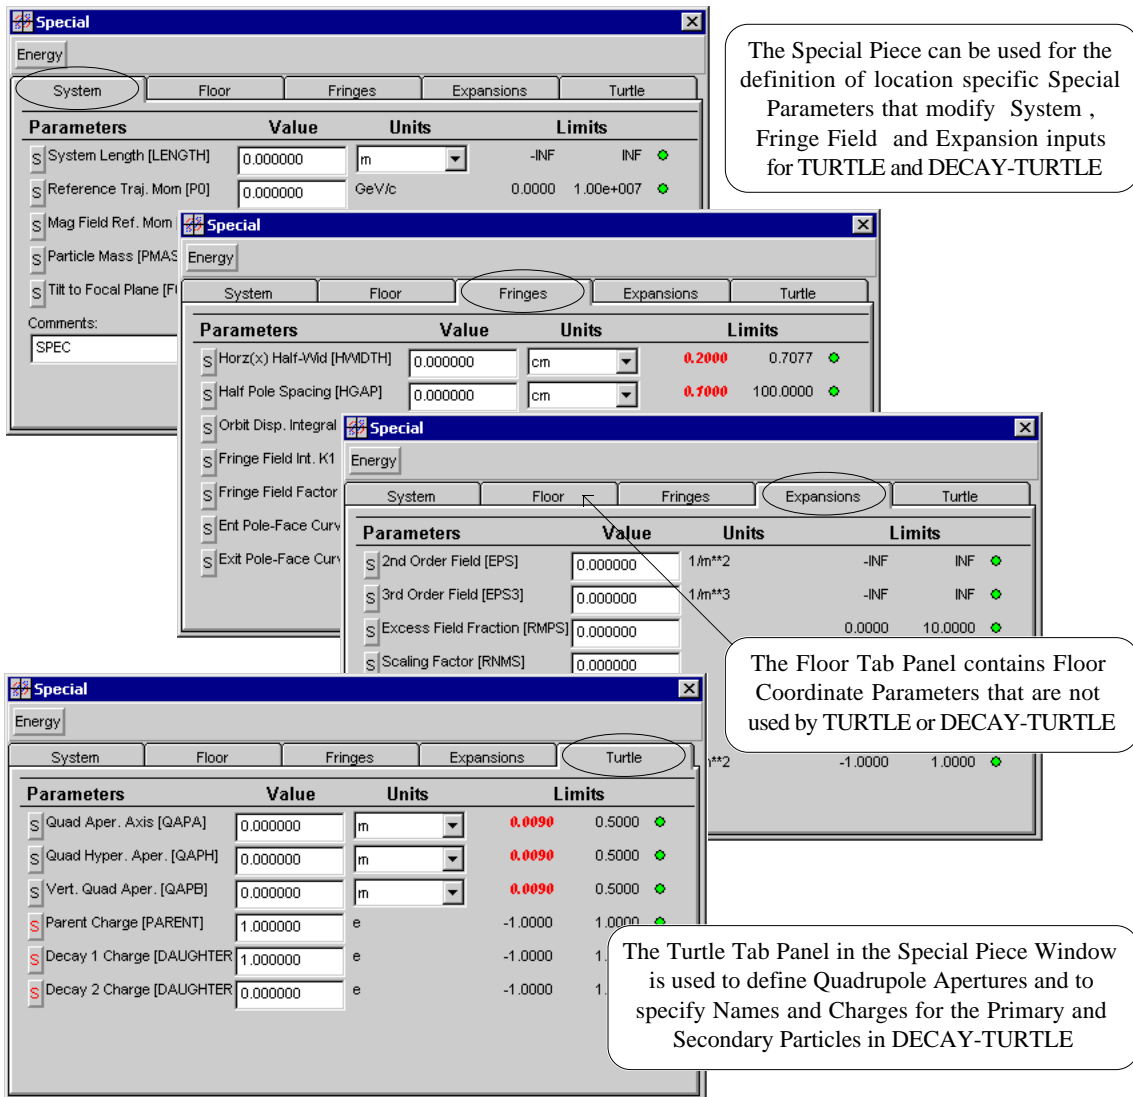 Special
Energy
System Floor Fringes Expansions Turtle
Parameters Value Units Limits
S System Length [LENGTH] 0.000000 m -INF INF
S Reference Traj. Mom [P0] 0.000000 GeV/c 0.0000 1.00e+007
S Mag Field Ref. Mom
S Particle Mass [PMAS
S Tilt to Focal Plane
Comments:
SPEC
The Special Piece can be used for the
definition of location specific Special
Parameters that modify System ,
Fringe Field and Expansion inputs
for TURTLE and DECAY-TURTLE
Special
Energy
System Floor Fringes Expansions Turtle
Parameters Value Units Limits
S Horz(x) Half-Wid [HWIDTH] 0.000000 cm 0.2000 0.7077
S Half Pole Spacing [HGAP] 0.000000 cm 0.1000 100.0000
S Orbit Disp. Integral
S Fringe Field Int. K1
S Fringe Field Factor
S Ent Pole-Face Curv
S Exit Pole-Face Curv
Special
Energy
System Floor Fringes Expansions Turtle
Parameters Value Units Limits
S 2nd Order Field [EPS] 0.000000 1/m**2 -INF INF
S 3rd Order Field [EPS3] 0.000000 1/m**3 -INF INF
S Excess Field Fraction [RMPS] 0.000000 0.0000 10.0000
S Scaling Factor [RNMS] 0.000000
**2 -1.0000 1.0000
The Floor Tab Panel contains Floor
Coordinate Parameters that are not
used by TURTLE or DECAY-TURTLE
Special
Energy
System Floor Fringes Expansions Turtle
Parameters Value Units Limits
S Quad Aper. Axis [QAPA] 0.000000 m 0.0090 0.5000
S Quad Hyper. Aper. [QAPH] 0.000000 m 0.0090 0.5000
S Vert. Quad Aper. [QAPB] 0.000000 m 0.0090 0.5000
S Parent Charge [PARENT] 1.000000 e -1.0000 1.0000
S Decay 1 Charge [DAUGHTER 1.000000 e -1.0000 1.
S Decay 2 Charge [DAUGHTER 0.000000 e -1.0000 1.
The Turtle Tab Panel in the Special Piece Window
is used to define Quadrupole Apertures and to
specify Names and Charges for the Primary and
Secondary Particles in DECAY-TURTLE